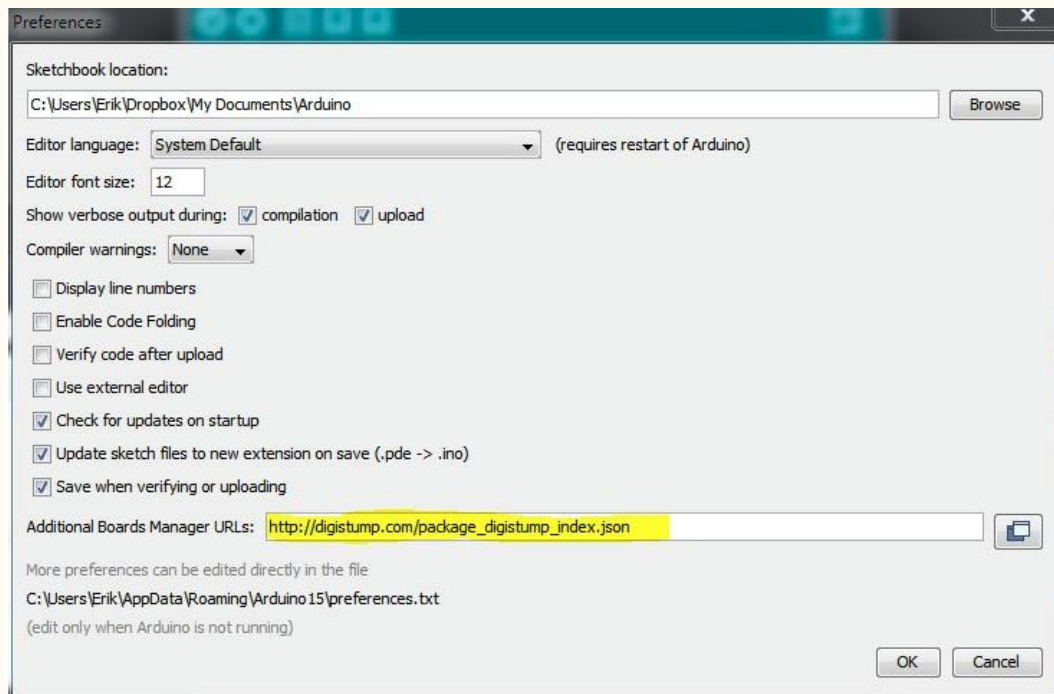 Preferences
x
Sketchbook location:
C:\Users\Erik\Dropbox\My Documents\Arduino Browse
Editor language: System Default (requires restart of Arduino)
Editor font size: 12
Show verbose output during: compilation upload
Compiler warnings: None
Display line numbers
Enable Code Folding
Verify code after upload
Use external editor
Check for updates on startup
Update sketch files to new extension on save (.pde -> .ino)
Save when verifying or uploading
Additional Boards Manager URLs: http://digistump.com/package_digistump_index.json
More preferences can be edited directly in the file
C:\Users\Erik\AppData\Roaming\Arduino15\preferences.txt
(edit only when Arduino is not running)
OK Cancel